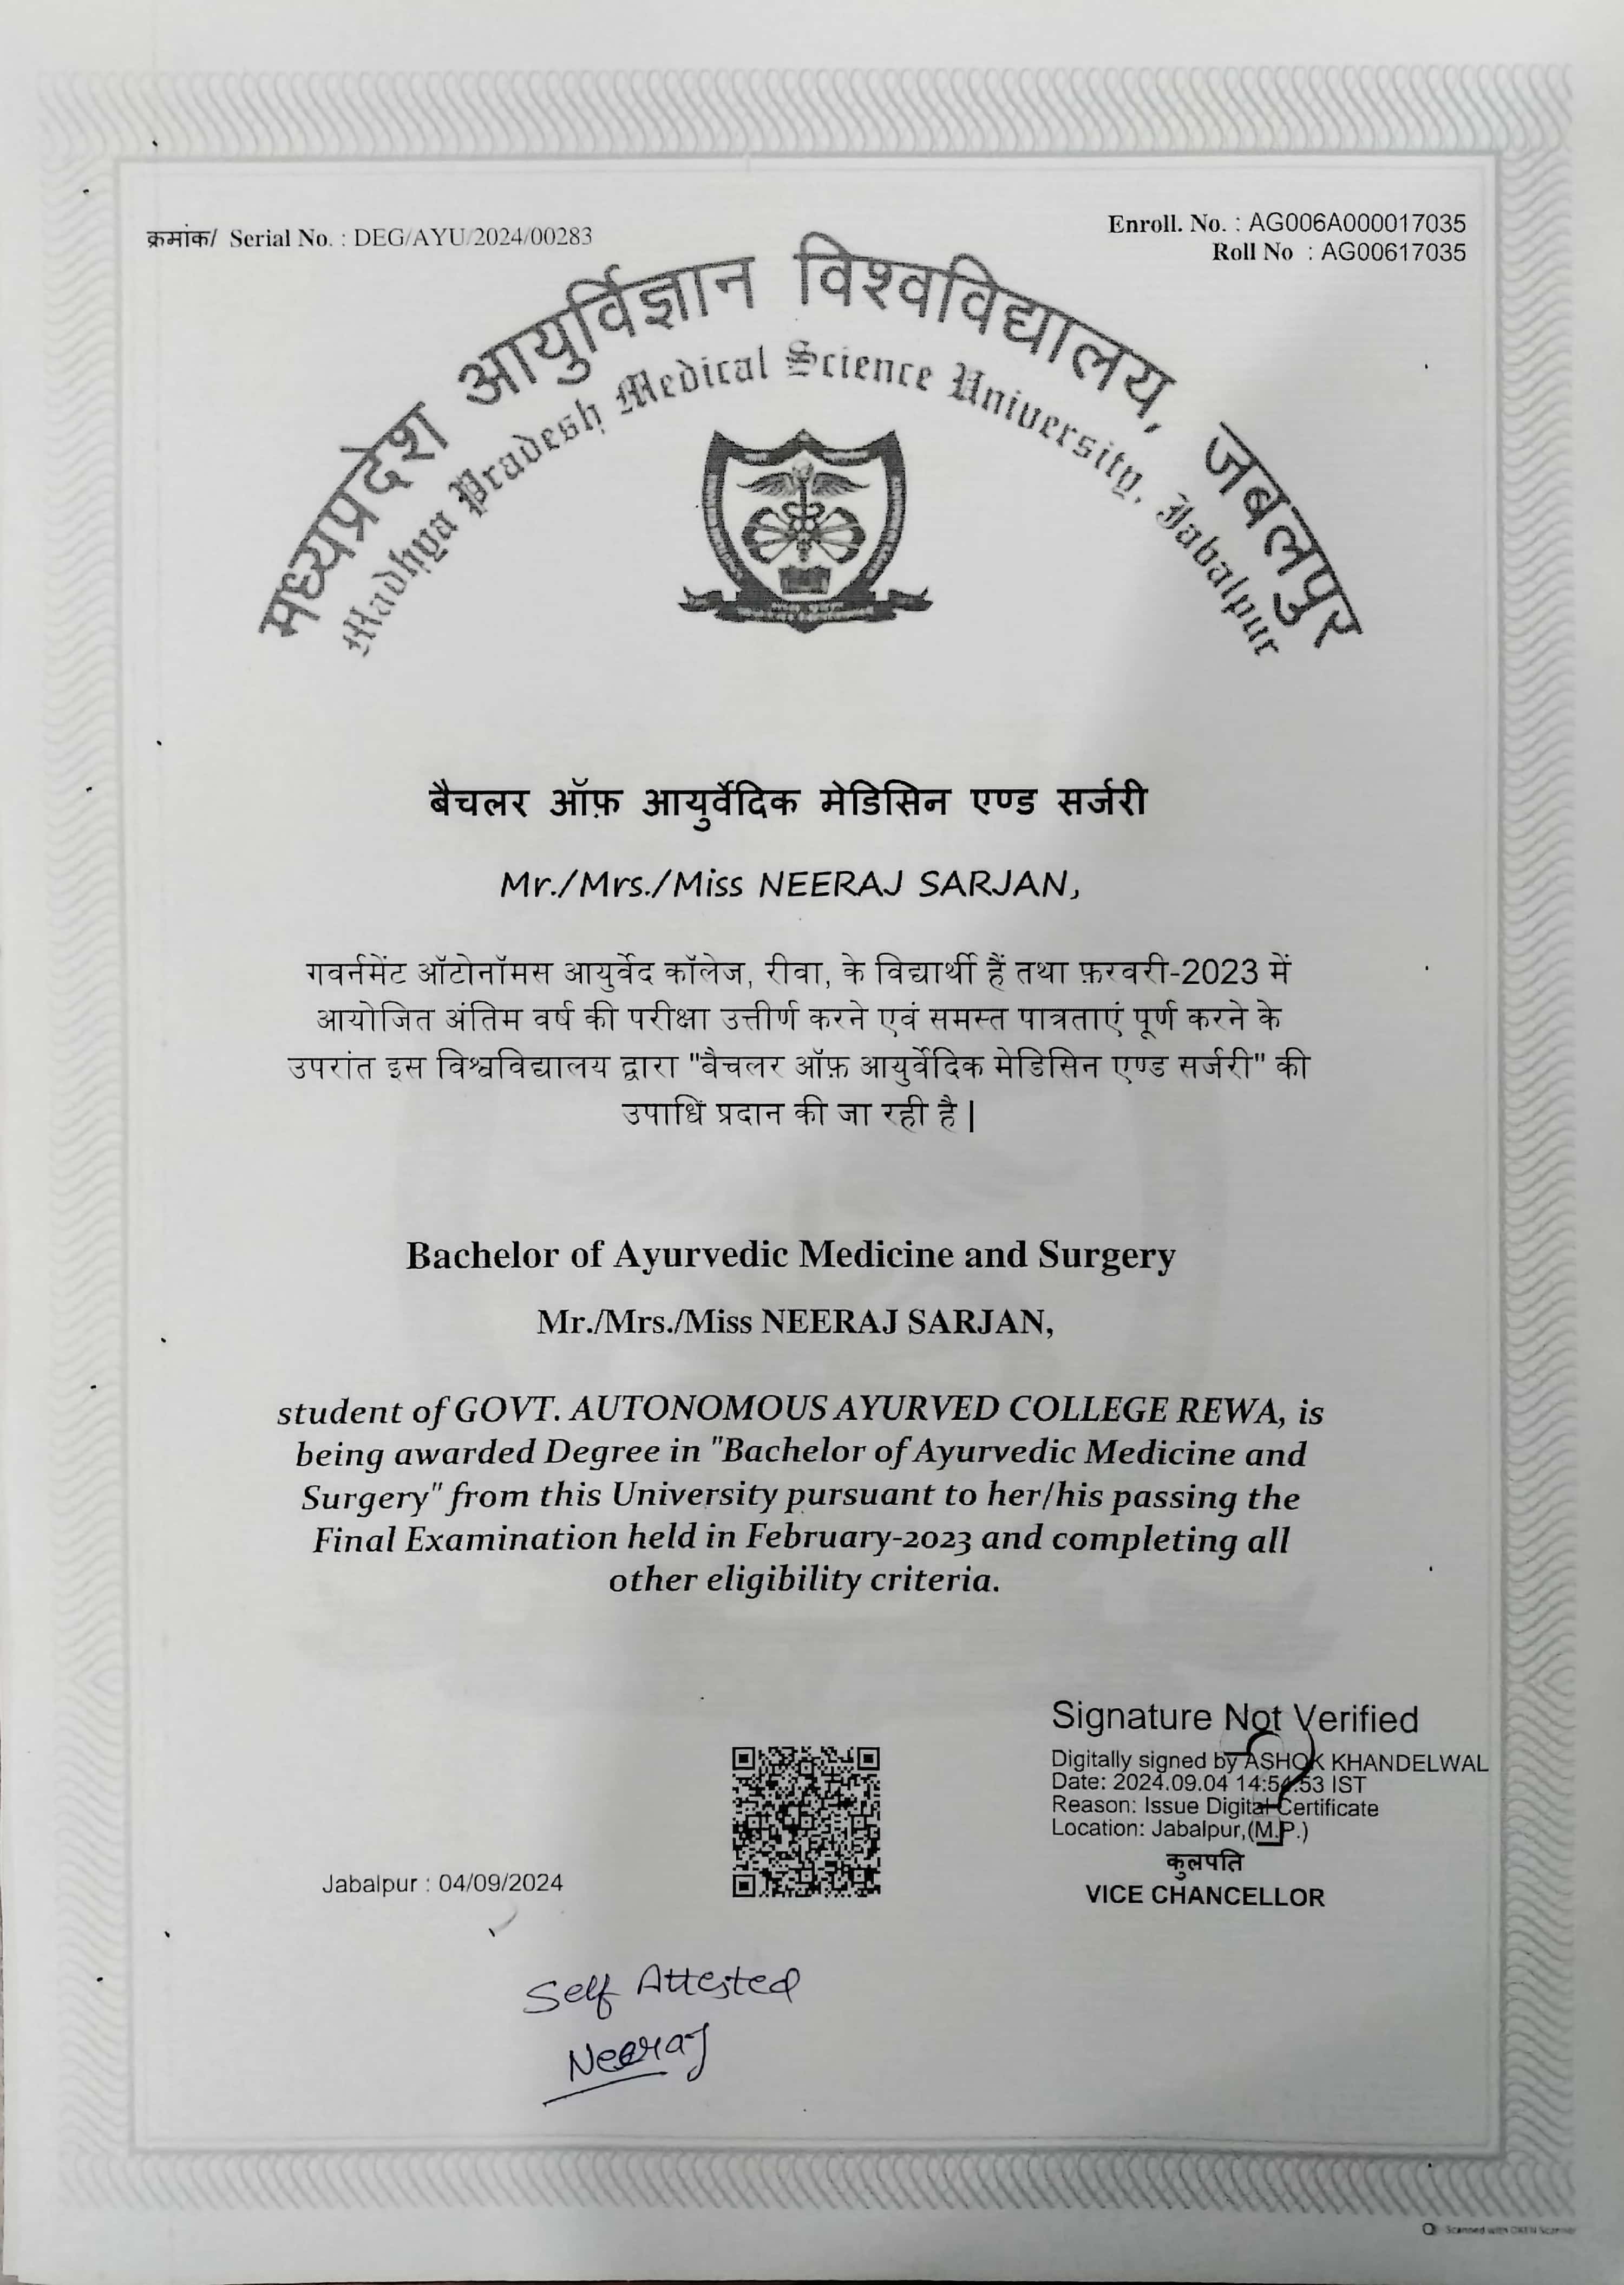 क्रमांक/ Serial No. : DEG/AYU/2024/00283
Enroll. No. : AG006A000017035
Roll No : AG00617035
मध्यप्रदेश आयुर्विज्ञान विश्वविद्यालय, जबलपुर
Madhya Pradesh Medical Science University, Jabalpur
बैचलर ऑफ़ आयुर्वेदिक मेडिसिन एण्ड सर्जरी
Mr./Mrs./Miss NEERAJ SARJAN,
गवर्नमेंट ऑटोनॉमस आयुर्वेद कॉलेज, रीवा, के विद्यार्थी हैं तथा फ़रवरी-2023 में
आयोजित अंतिम वर्ष की परीक्षा उत्तीर्ण करने एवं समस्त पात्रताएं पूर्ण करने के
उपरांत इस विश्वविद्यालय द्वारा "बैचलर ऑफ़ आयुर्वेदिक मेडिसिन एण्ड सर्जरी" की
उपाधि प्रदान की जा रही है |
Bachelor of Ayurvedic Medicine and Surgery
Mr./Mrs./Miss NEERAJ SARJAN,
student of GOVT. AUTONOMOUS AYURVED COLLEGE REWA, is
being awarded Degree in "Bachelor of Ayurvedic Medicine and
Surgery" from this University pursuant to her/his passing the
Final Examination held in February-2023 and completing all
other eligibility criteria.
Signature Not Verified
Digitally signed by ASHOK KHANDELWAL
Date: 2024.09.04 14:54:53 IST
Reason: Issue Digital Certificate
Location: Jabalpur,(M.P.)
कुलपति
VICE CHANCELLOR
Jabalpur : 04/09/2024
Self Attested
Neeraj
Scanned with OKEN Scanner